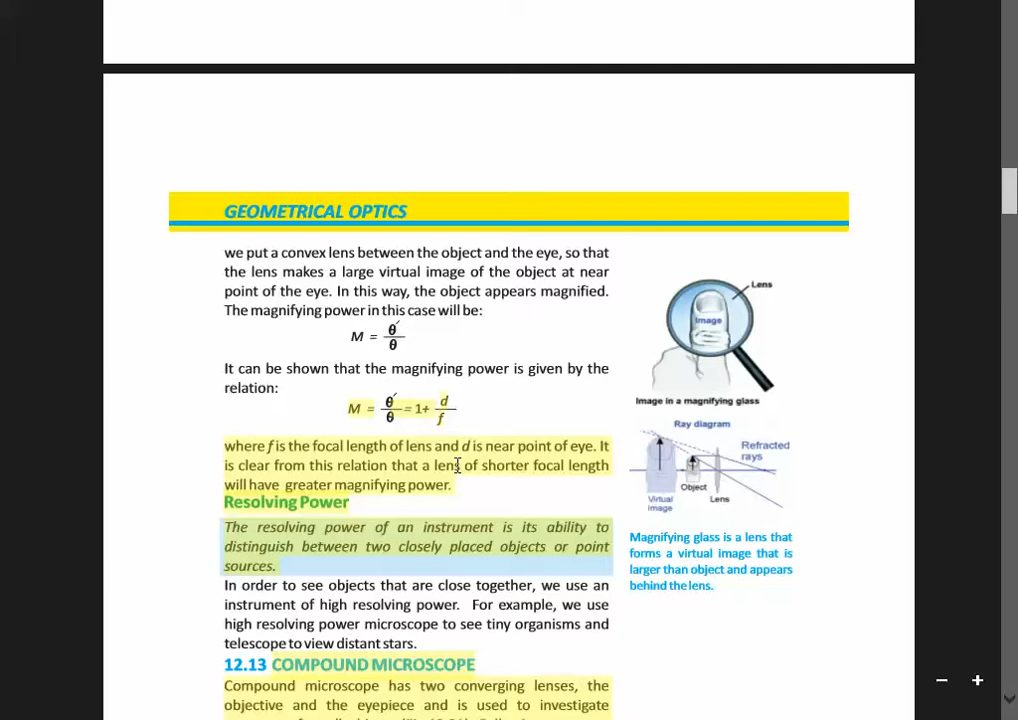 GEOMETRICAL OPTICS
we put a convex lens between the object and the eye, so that
the lens makes a large virtual image of the object at near
point of the eye. In this way, the object appears magnified.
The magnifying power in this case will be:
M = θ′/θ
It can be shown that the magnifying power is given by the
relation:
M = θ′/θ = 1+ d/f
where f is the focal length of lens and d is near point of eye. It
is clear from this relation that a lens of shorter focal length
will have greater magnifying power.
Resolving Power
The resolving power of an instrument is its ability to
distinguish between two closely placed objects or point
sources.
In order to see objects that are close together, we use an
instrument of high resolving power. For example, we use
high resolving power microscope to see tiny organisms and
telescope to view distant stars.
12.13 COMPOUND MICROSCOPE
Compound microscope has two converging lenses, the
objective and the eyepiece and is used to investigate
Lens
Image
Image in a magnifying glass
Ray diagram
Refracted
rays
Object
Virtual
image
Lens
Magnifying glass is a lens that
forms a virtual image that is
larger than object and appears
behind the lens.